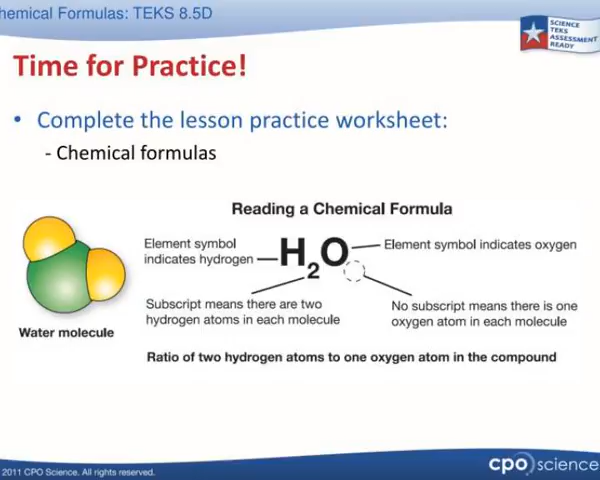 hemical Formulas: TEKS 8.5D
SCIENCE
TEKS
ASSESSMENT
READY
Time for Practice!
• Complete the lesson practice worksheet:
- Chemical formulas
Reading a Chemical Formula
Element symbol
indicates hydrogen
H2O
Element symbol indicates oxygen
Subscript means there are two
hydrogen atoms in each molecule
No subscript means there is one
oxygen atom in each molecule
Water molecule
Ratio of two hydrogen atoms to one oxygen atom in the compound
2011 CPO Science. All rights reserved.
cpo science